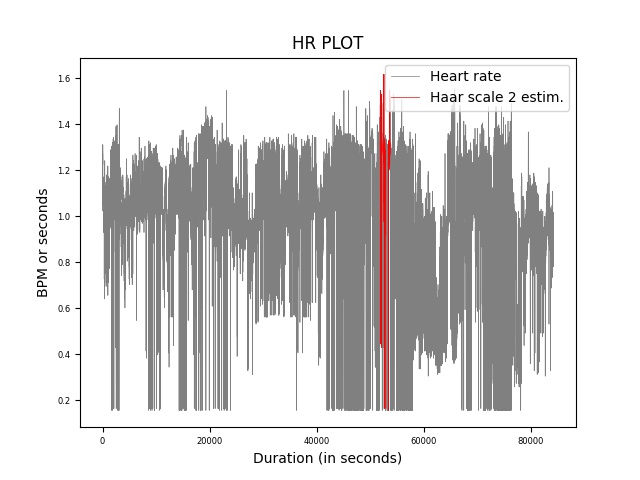 HR PLOT
Heart rate
Haar scale 2 estim.
1.6
1.4
1.2
1.0
0.8
0.6
0.4
0.2
BPM or seconds
0 20000 40000 60000 80000
Duration (in seconds)